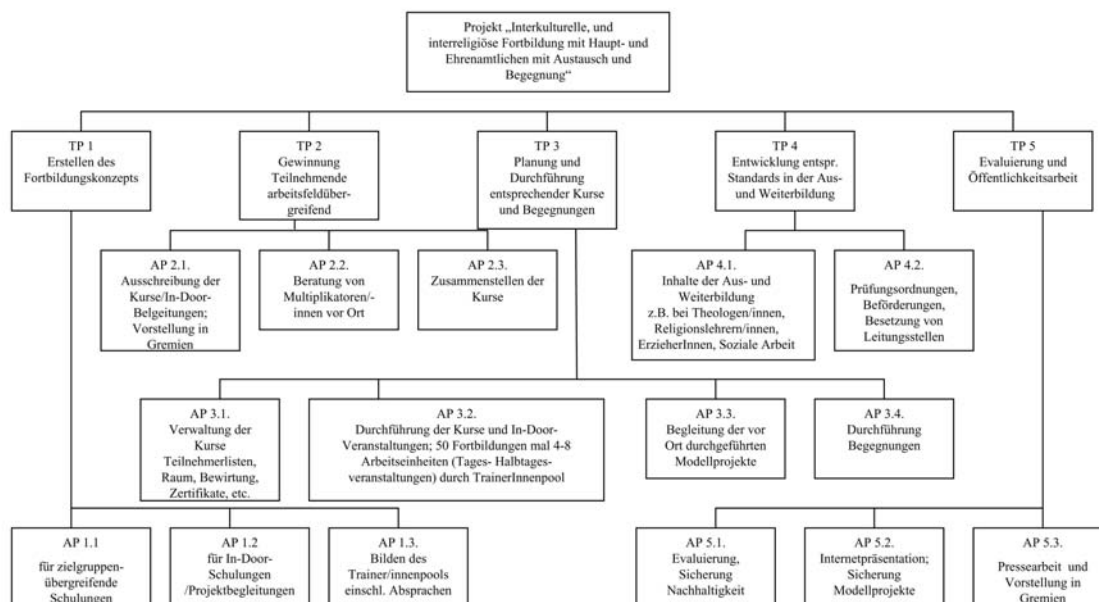 Projekt „Interkulturelle, und
interreligiöse Fortbildung mit Haupt- und
Ehrenamtlichen mit Austausch und
Begegnung“
TP 1
Erstellen des
Fortbildungskonzepts
TP 2
Gewinnung
Teilnehmende
arbeitsfeldüber-
greifend
TP 3
Planung und
Durchführung
entsprechender Kurse
und Begegnungen
TP 4
Entwicklung entspr.
Standards in der Aus-
und Weiterbildung
TP 5
Evaluierung und
Öffentlichkeitsarbeit
AP 2.1.
Ausschreibung der
Kurse/In-Door-
Belgeitungen;
Vorstellung in
Gremien
AP 2.2.
Beratung von
Multiplikatoren/-
innen vor Ort
AP 2.3.
Zusammenstellen der
Kurse
AP 4.1.
Inhalte der Aus- und
Weiterbildung
z.B. bei Theologen/innen,
Religionslehrern/innen,
ErzieherInnen, Soziale Arbeit
AP 4.2.
Prüfungsordnungen,
Beförderungen,
Besetzung von
Leitungsstellen
AP 3.1.
Verwaltung der
Kurse
Teilnehmerlisten,
Raum, Bewirtung,
Zertifikate, etc.
AP 3.2.
Durchführung der Kurse und In-Door-
Veranstaltungen; 50 Fortbildungen mal 4-8
Arbeitseinheiten (Tages- Halbtages-
veranstaltungen) durch TrainerInnenpool
AP 3.3.
Begleitung der vor
Ort durchgeführten
Modellprojekte
AP 3.4.
Durchführung
Begegnungen
AP 1.1
für zielgruppen-
übergreifende
Schulungen
AP 1.2
für In-Door-
Schulungen
/Projektbegleitungen
AP 1.3.
Bilden des
Trainer/innenpools
einschl. Absprachen
AP 5.1.
Evaluierung,
Sicherung
Nachhaltigkeit
AP 5.2.
Internetpräsentation;
Sicherung
Modellprojekte
AP 5.3.
Pressearbeit und
Vorstellung in
Gremien